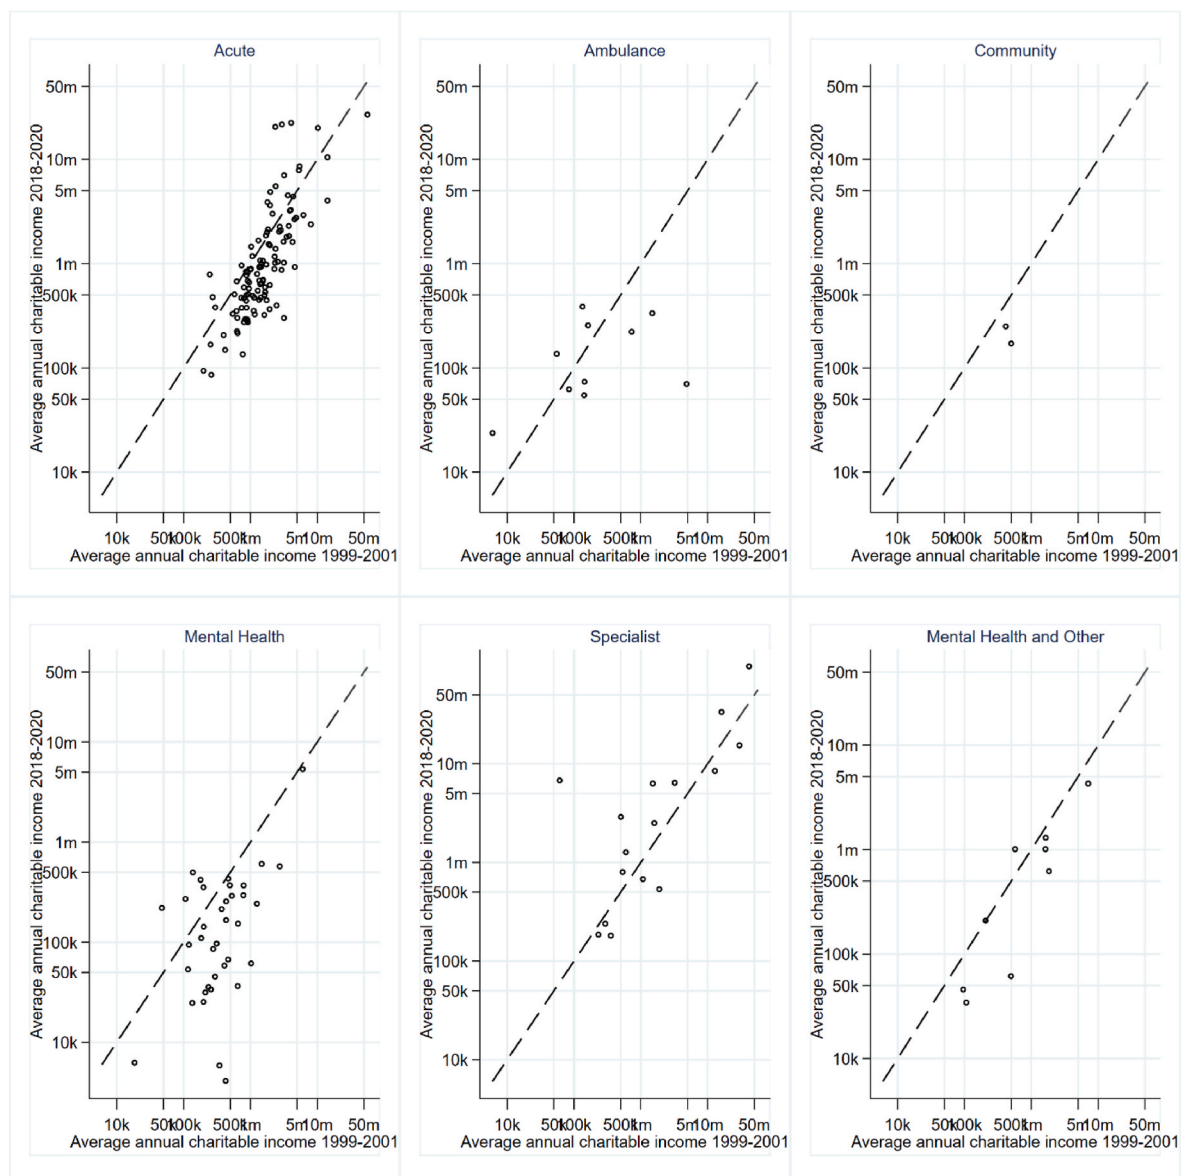 Acute
Average annual charitable income 2018-2020
50m
10m
5m
1m
500k
100k
50k
10k
10k 50k 100k 500k 1m 5m 10m 50m
Average annual charitable income 1999-2001
Ambulance
Average annual charitable income 2018-2020
50m
10m
5m
1m
500k
100k
50k
10k
10k 50k 100k 500k 1m 5m 10m 50m
Average annual charitable income 1999-2001
Community
Average annual charitable income 2018-2020
50m
10m
5m
1m
500k
100k
50k
10k
10k 50k 100k 500k 1m 5m 10m 50m
Average annual charitable income 1999-2001
Mental Health
Average annual charitable income 2018-2020
50m
10m
5m
1m
500k
100k
50k
10k
10k 50k 100k 500k 1m 5m 10m 50m
Average annual charitable income 1999-2001
Specialist
Average annual charitable income 2018-2020
50m
10m
5m
1m
500k
100k
50k
10k
10k 50k 100k 500k 1m 5m 10m 50m
Average annual charitable income 1999-2001
Mental Health and Other
Average annual charitable income 2018-2020
50m
10m
5m
1m
500k
100k
50k
10k
10k 50k 100k 500k 1m 5m 10m 50m
Average annual charitable income 1999-2001